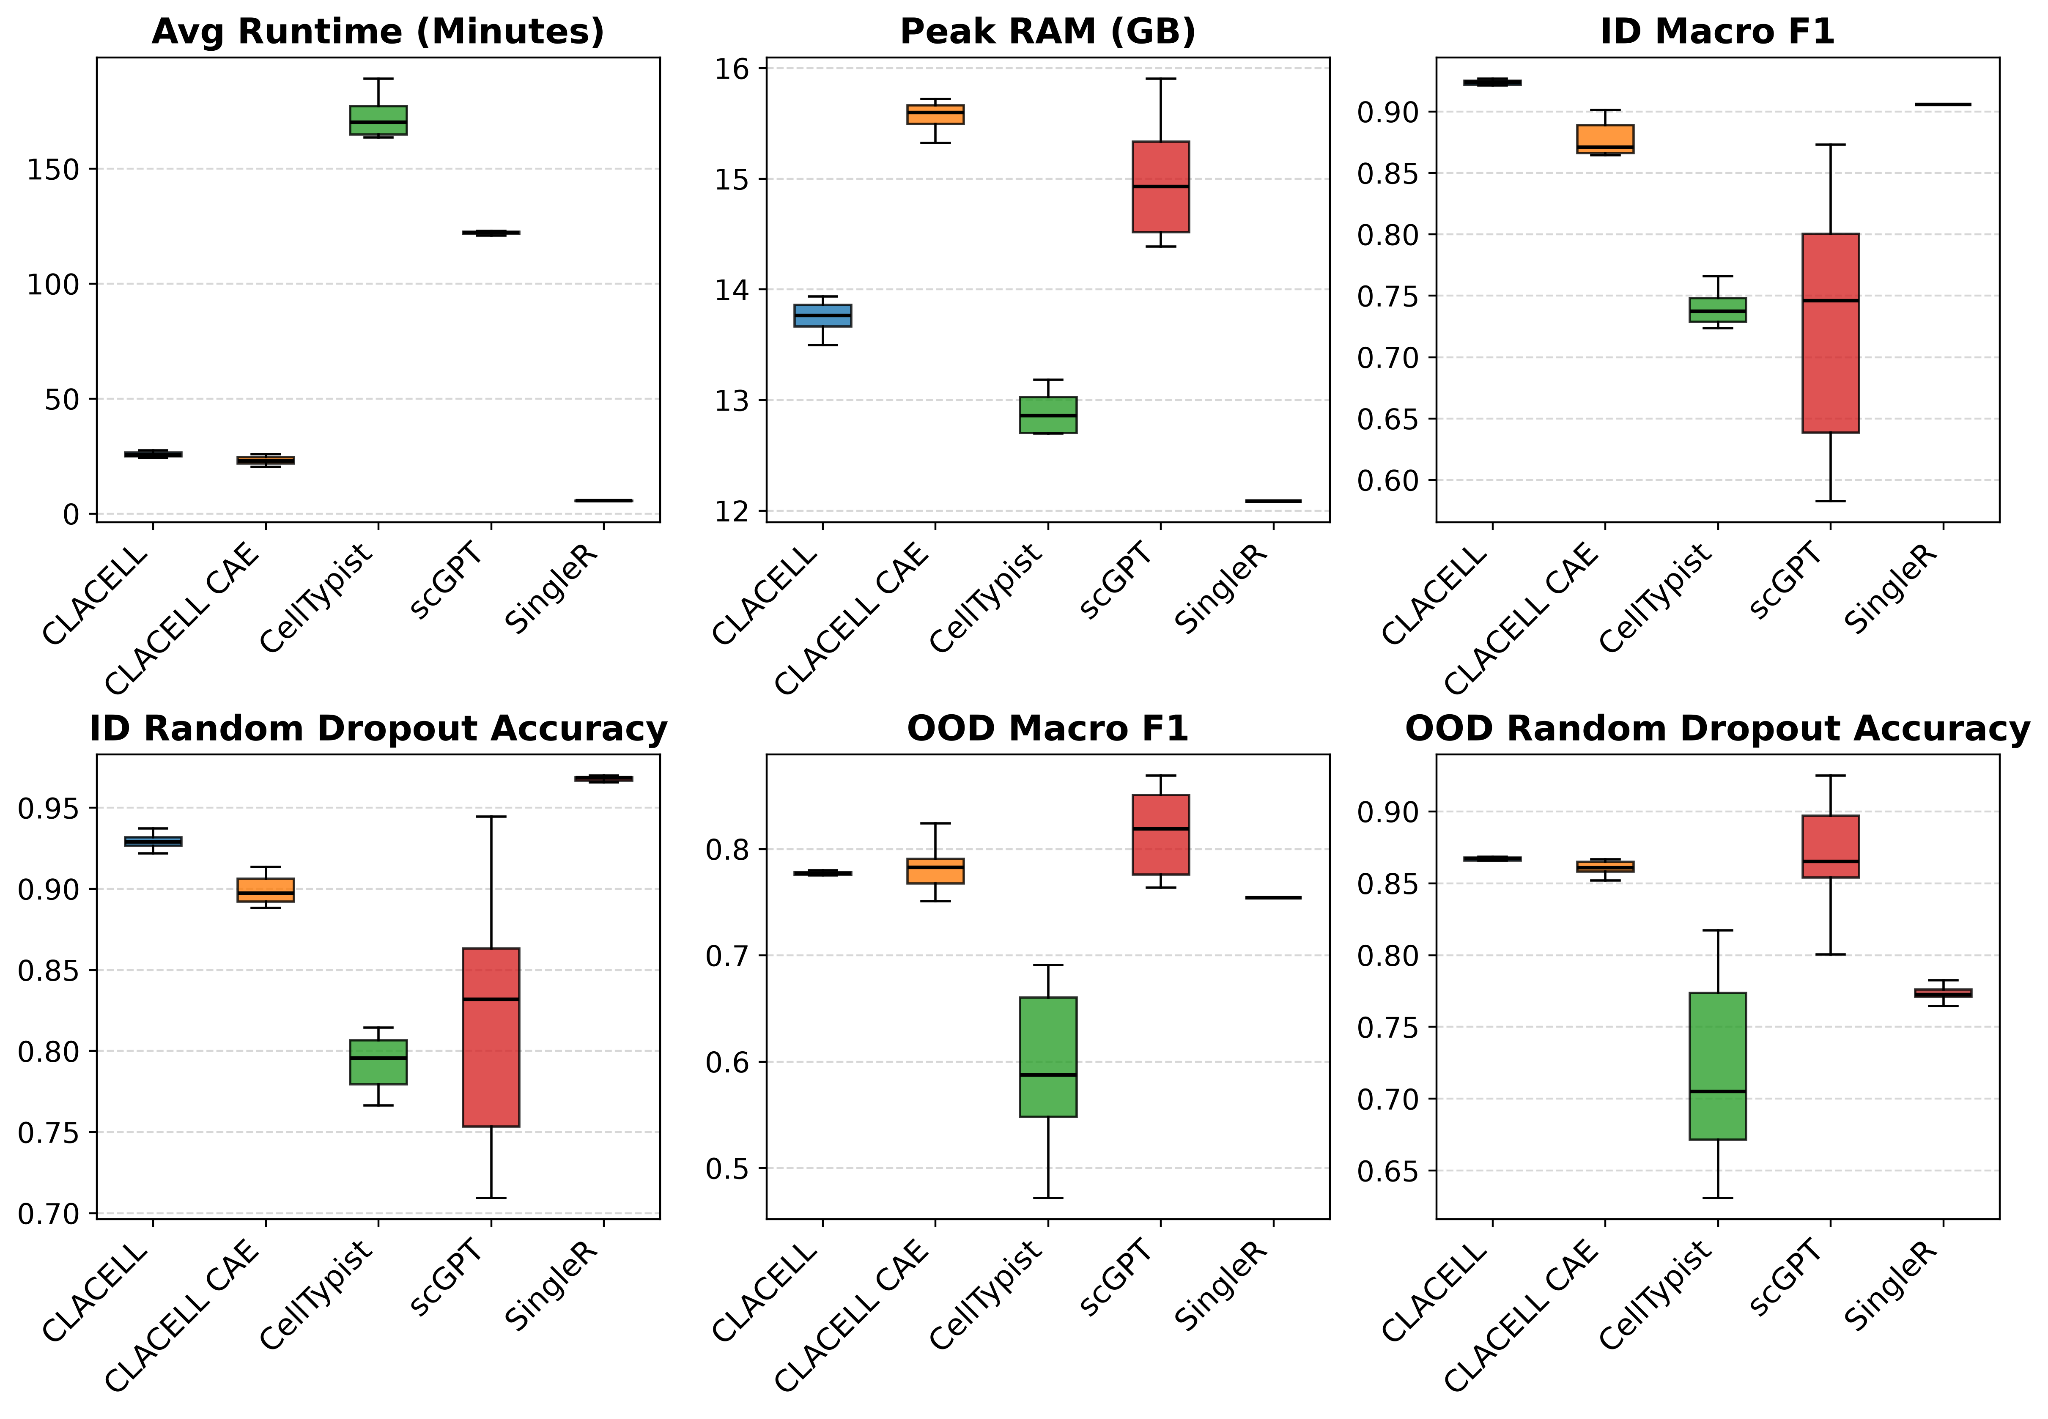 Avg Runtime (Minutes)
150
100
50
0
CLACELL
CLACELL CAE
CellTypist
scGPT
SingleR
Peak RAM (GB)
16
15
14
13
12
CLACELL
CLACELL CAE
CellTypist
scGPT
SingleR
ID Macro F1
0.90
0.85
0.80
0.75
0.70
0.65
0.60
CLACELL
CLACELL CAE
CellTypist
scGPT
SingleR
ID Random Dropout Accuracy
0.95
0.90
0.85
0.80
0.75
0.70
CLACELL
CLACELL CAE
CellTypist
scGPT
SingleR
OOD Macro F1
0.8
0.7
0.6
0.5
CLACELL
CLACELL CAE
CellTypist
scGPT
SingleR
OOD Random Dropout Accuracy
0.90
0.85
0.80
0.75
0.70
0.65
CLACELL
CLACELL CAE
CellTypist
scGPT
SingleR